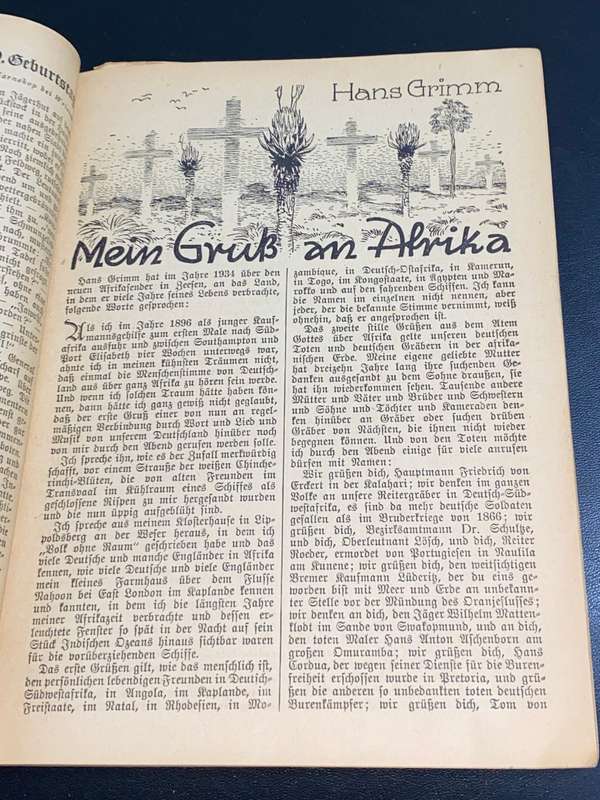 9. Geburtst
Jägerhut
Hans Grimm
Mein Gruß an Afrika
Hans Grimm hat im Jahre 1934 über den
neuen Afrikasender in Zeesen, an das Land,
in dem er viele Jahre seines Lebens verbrachte,
folgende Worte gesprochen:
Als ich im Jahre 1896 als junger Kauf-
mannsgehilfe zum ersten Male nach Süd-
afrika ausfuhr und zwischen Southampton und
Port Elisabeth vier Wochen unterwegs war,
ahnte ich in meinen kühnsten Träumen nicht,
daß einmal die Menschenstimme von Deutsch-
land aus über ganz Afrika zu hören sein werde.
Und wenn ich solchen Traum hätte haben kön-
nen, dann hätte ich ganz gewiß nicht geglaubt,
daß der erste Gruß einer von nun an regel-
mäßigen Verbindung durch Wort und Lied und
Musik von unserem Deutschland hinüber noch
von mir durch den Abend gerufen werden solle.
Ich spreche ihn, wie es der Zufall merkwürdig
schafft, vor einem Strauße der weißen Chinche-
rinchi-Blüten, die von alten Freunden im
Transvaal im Kühlraum eines Schiffes als
geschlossene Rispen zu mir hergesandt wurden
und die nun üppig aufgeblüht sind.
Ich spreche aus meinem Klosterhause in Lip-
poldsberg an der Weser heraus, in dem ich
„Volk ohne Raum“ geschrieben habe und das
viele Deutsche und manche Engländer in Afrika
kennen, wie viele Deutsche und viele Engländer
mein kleines Farmhaus über dem Flusse
Nahoon bei East London im Kaplande kennen
und kannten, in dem ich die längsten Jahre
meiner Afrikazeit verbrachte und dessen er-
leuchtete Fenster so spät in der Nacht auf sein
Stück Indischen Ozeans hinaus sichtbar waren
für die vorüberziehenden Schiffe.
Das erste Grüßen gilt, wie das menschlich ist,
den persönlichen lebendigen Freunden in Deutsch-
Südwestafrika, in Angola, im Kaplande, im
Freistaate, im Natal, in Rhodesien, in Mo-
zambique, in Deutsch-Ostafrika, in Kamerun,
in Togo, im Kongostaate, in Ägypten und Ma-
rokko und auf den fahrenden Schiffen. Ich kann
die Namen im einzelnen nicht nennen, aber
jeder, der die bekannte Stimme vernimmt, weiß
ohnehin, daß er angesprochen ist.
Das zweite stille Grüßen aus dem Atem
Gottes über Afrika gelte unseren deutschen
Toten und deutschen Gräbern in der afrika-
nischen Erde. Meine eigene geliebte Mutter
hat dreizehn Jahre lang ihre suchenden Ge-
danken ausgesandt zu dem Sohne draußen, sie
hat ihn wiederkommen sehen. Tausende andere
Mütter und Väter und Brüder und Schwestern
und Söhne und Töchter und Kameraden den-
ken hinüber an Gräber oder suchen drüben
Gräber von Nächsten, die ihnen nicht wieder
begegnen können. Und von den Toten möchte
ich durch den Abend einige für viele anrufen
dürfen mit Namen:
Wir grüßen dich, Hauptmann Friedrich von
Erckert in der Kalahari; wir denken im ganzen
Volke an unsere Reitergräber in Deutsch-Süd-
westafrika, es sind da mehr deutsche Soldaten
gefallen als im Bruderkriege von 1866; wir
grüßen dich, Bezirksamtmann Dr. Schultze,
und dich, Oberleutnant Lösch, und dich, Reiter
Roeder, ermordet von Portugiesen in Naulila
am Kunene; wir grüßen dich, den weitsichtigen
Bremer Kaufmann Lüderitz, der du eins ge-
worden bist mit Meer und Erde an unbekann-
ter Stelle vor der Mündung des Oranjeflusses;
wir denken an dich, den Jäger Wilhelm Matten-
klodt im Sande von Swakopmund, und an dich,
den toten Maler Hans Anton Aschenborn am
großen Omuramba; wir grüßen dich, Hans
Cordua, der wegen seiner Dienste für die Buren-
freiheit erschossen wurde in Pretoria, und grü-
ßen die anderen so unbedankten toten deutschen
Burenkämpfer; wir grüßen dich, Tom von